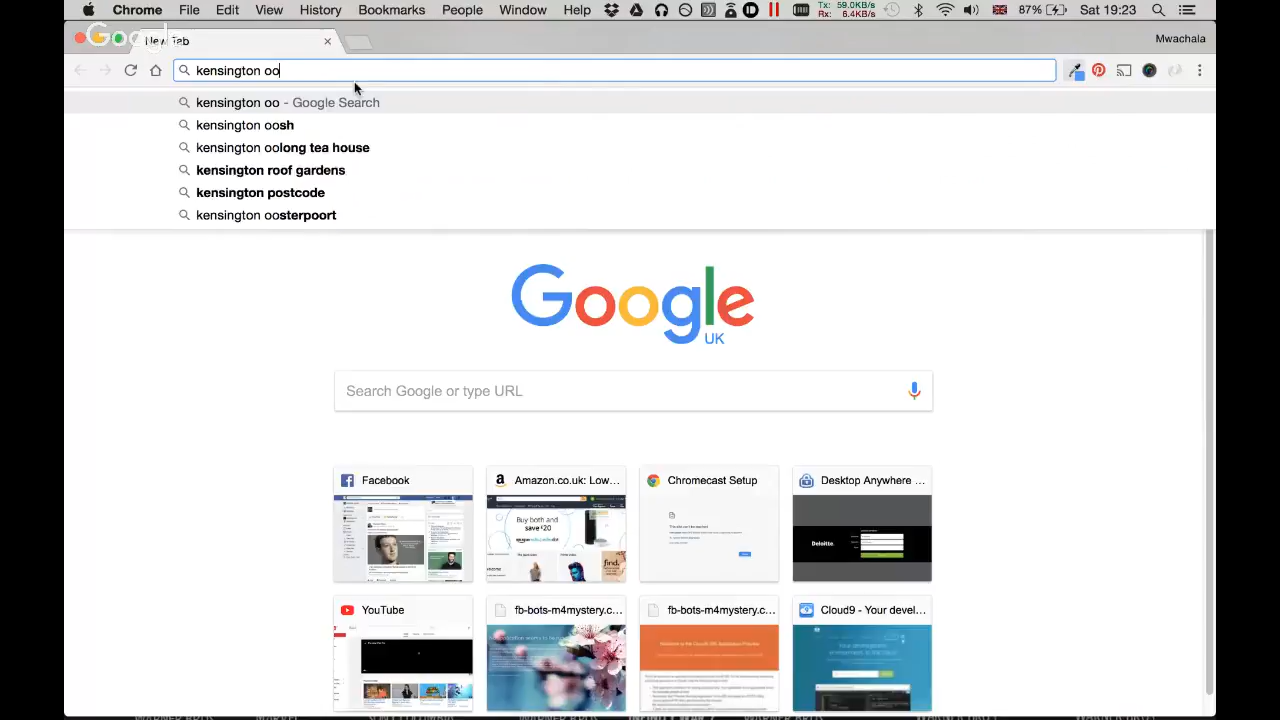 Chrome File Edit View History Bookmarks People Window Help Tx: 59.0KB/s Rx: 6.4KB/s 87% Sat 19:23
New Tab
Mwachala
kensington oo
kensington oo - Google Search
kensington oosh
kensington oolong tea house
kensington roof gardens
kensington postcode
kensington oosterpoort
Google
UK
Search Google or type URL
Facebook Amazon.co.uk: Low... Chromecast Setup Desktop Anywhere ...
Buy both and
save €20
Deloitte.
find.
YouTube fb-bots-m4mystery.c... fb-bots-m4mystery.c... Cloud9 - Your devel...